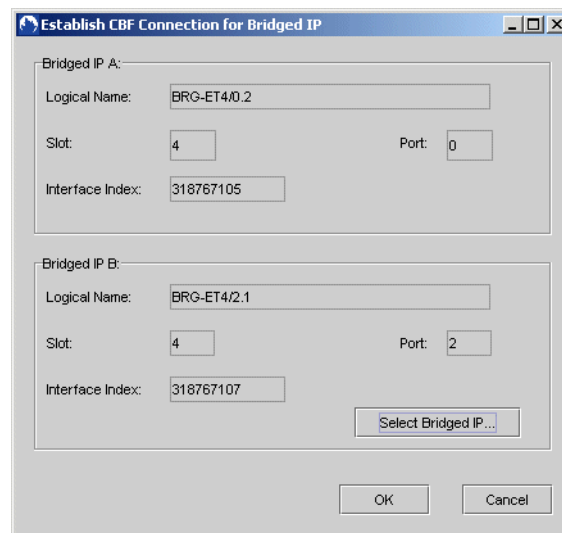 Establish CBF Connection for Bridged IP
Bridged IP A:
Logical Name: BRG-ET4/0.2
Slot: 4 Port: 0
Interface Index: 318767105
Bridged IP B:
Logical Name: BRG-ET4/2.1
Slot: 4 Port: 2
Interface Index: 318767107
Select Bridged IP...
OK Cancel